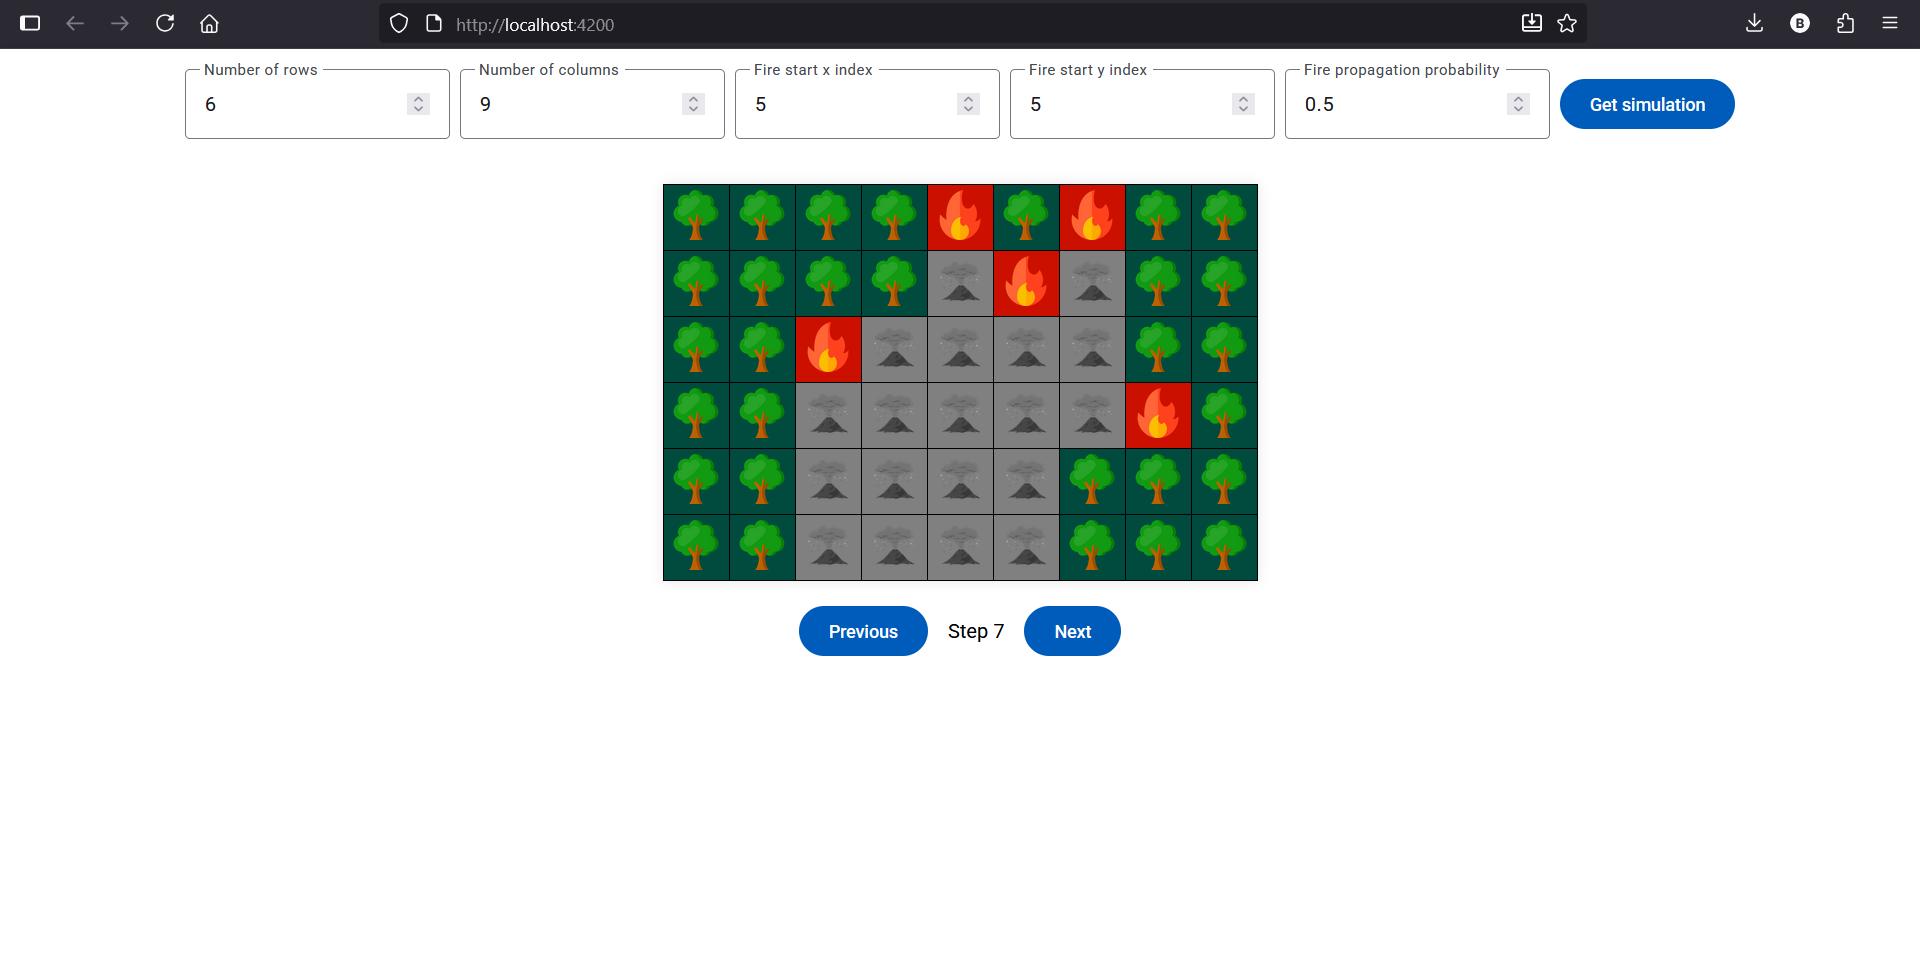 http://localhost:4200
B
Number of rows
6
Number of columns
9
Fire start x index
5
Fire start y index
5
Fire propagation probability
0.5
Get simulation
Previous
Step 7
Next